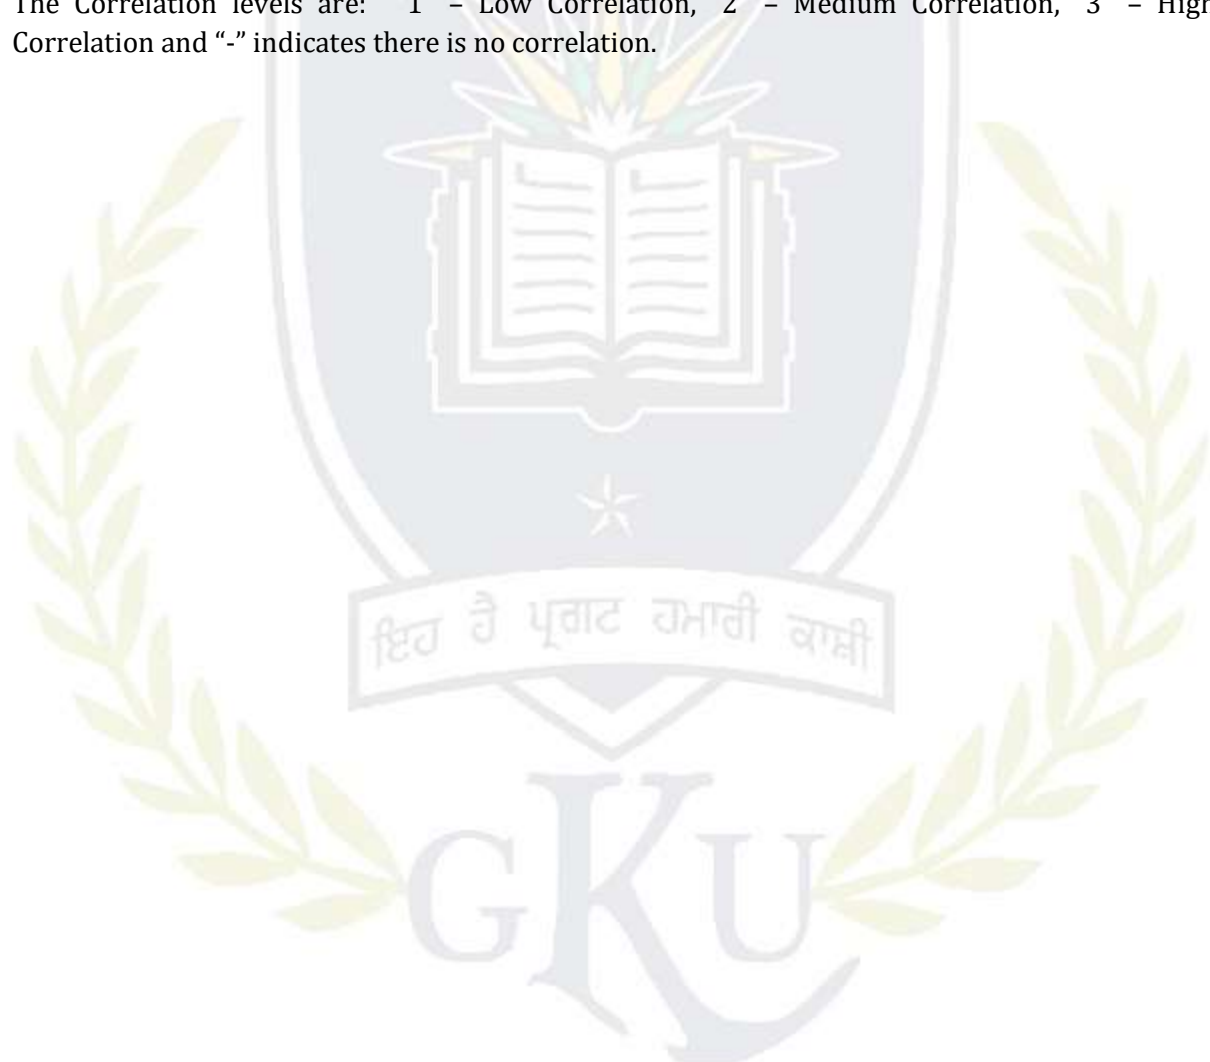 The Correlation levels are: "1" – Low Correlation, "2" – Medium Correlation, "3" – High
Correlation and “-” indicates there is no correlation.
ਇਹ ਹੈ ਪ੍ਰਗਟ ਹਮਾਰੀ ਕਾਸ਼ੀ
GKU